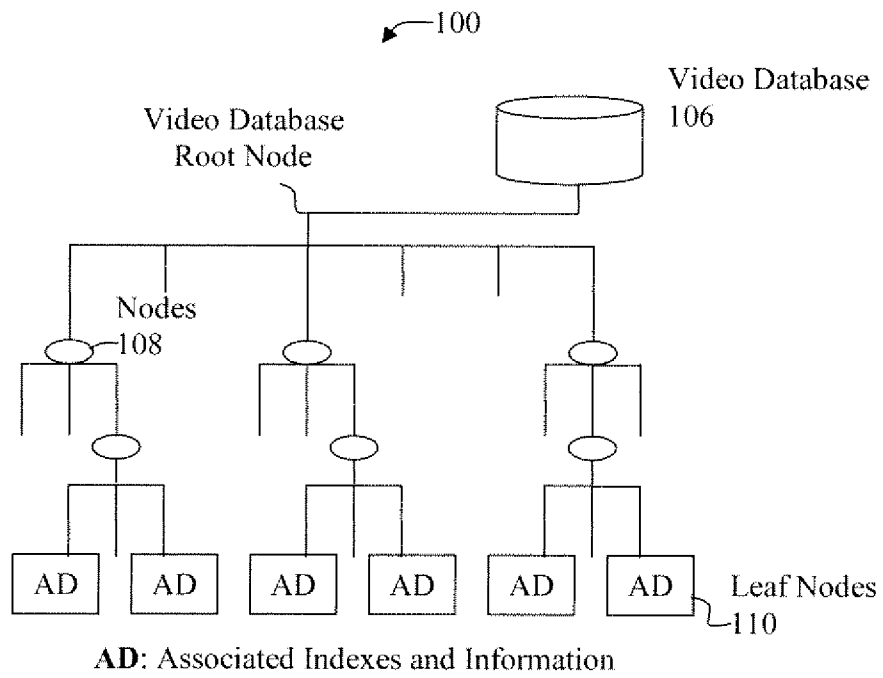 100
Video Database
106
Video Database
Root Node
Nodes
108
AD
AD
AD
AD
AD
AD
Leaf Nodes
110
AD: Associated Indexes and Information